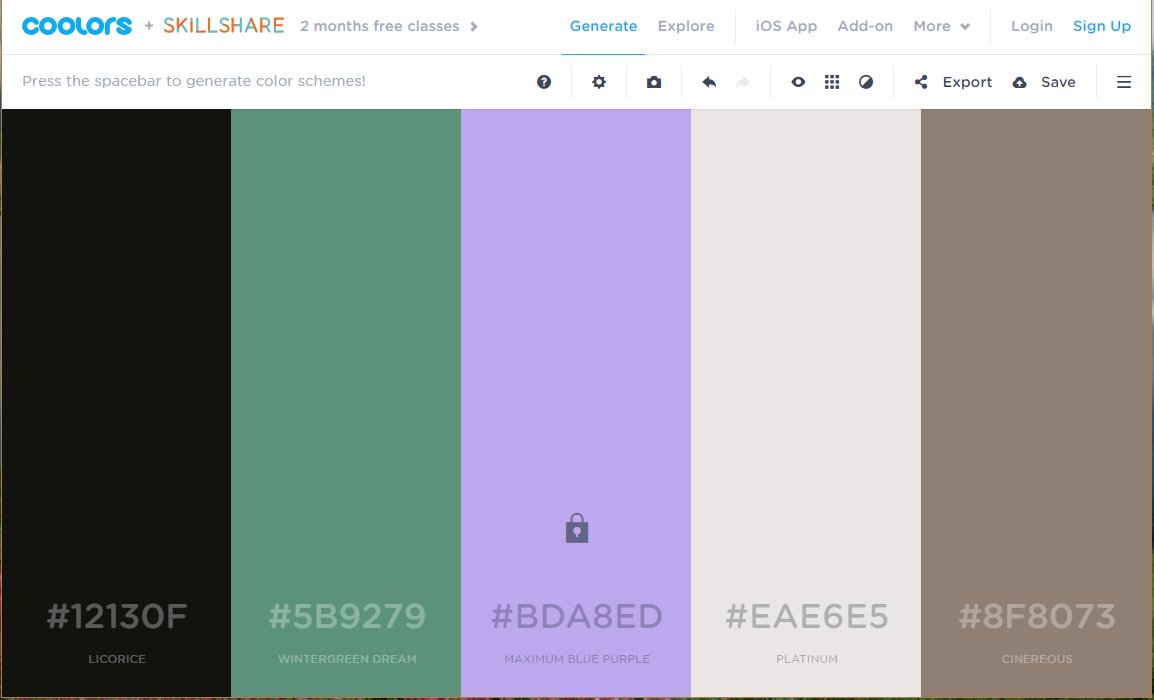 coolors + SKILLSHARE 2 months free classes Generate Explore iOS App Add-on More Login Sign Up
Press the spacebar to generate color schemes! Export Save
#12130F #5B9279 #BDA8ED #EAE6E5 #8F8073
LICORICE WINTERGREEN DREAM MAXIMUM BLUE PURPLE PLATINUM CINEREOUS